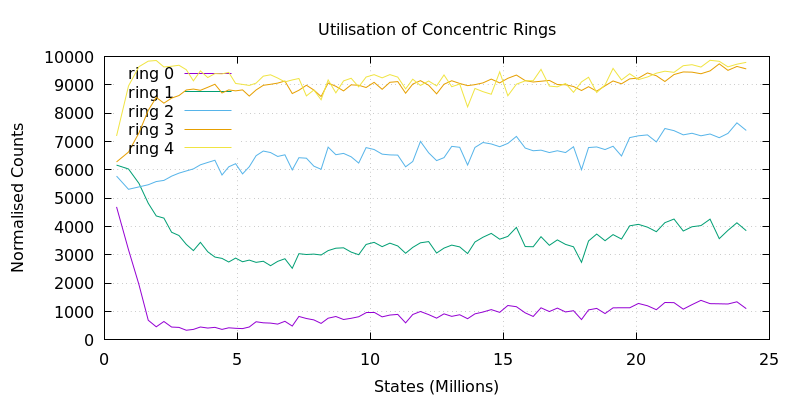 Utilisation of Concentric Rings
Normalised Counts
10000
9000
8000
7000
6000
5000
4000
3000
2000
1000
0
ring 0
ring 1
ring 2
ring 3
ring 4
0 5 10 15 20 25
States (Millions)